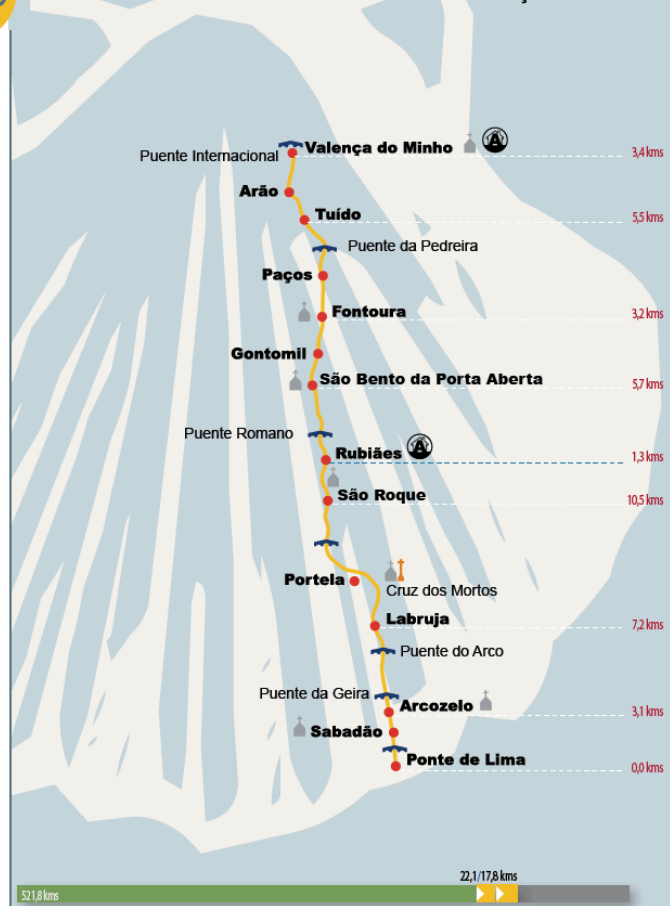 Valença do Minho
A
3,4 kms
Puente Internacional
Arão
Tuído
5,5 kms
Puente da Pedreira
Paços
Fontoura
3,2 kms
Gontomil
São Bento da Porta Aberta
5,7 kms
Puente Romano
Rubiães
A
1,3 kms
São Roque
10,5 kms
Portela
Cruz dos Mortos
Labruja
7,2 kms
Puente do Arco
Puente da Geira
Arcozelo
3,1 kms
Sabadão
Ponte de Lima
0,0 kms
22,1/17,8 kms
521,8 kms